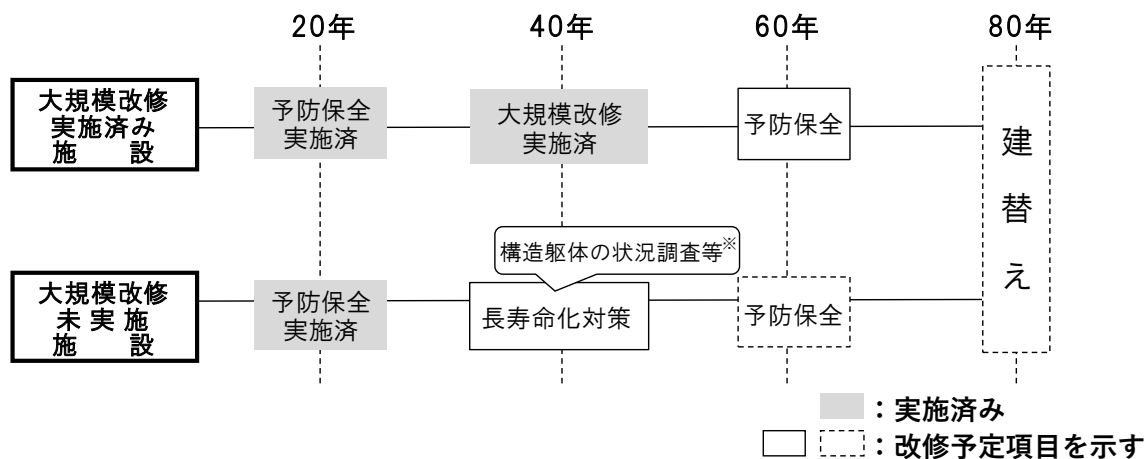 20年 40年 60年 80年
大規模改修
実施済み
施　　設
予防保全
実施済
大規模改修
実施済
予防保全
建替え
構造躯体の状況調査等※
大規模改修
未実施
施　　設
予防保全
実施済
長寿命化対策
予防保全
：実施済み
：改修予定項目を示す